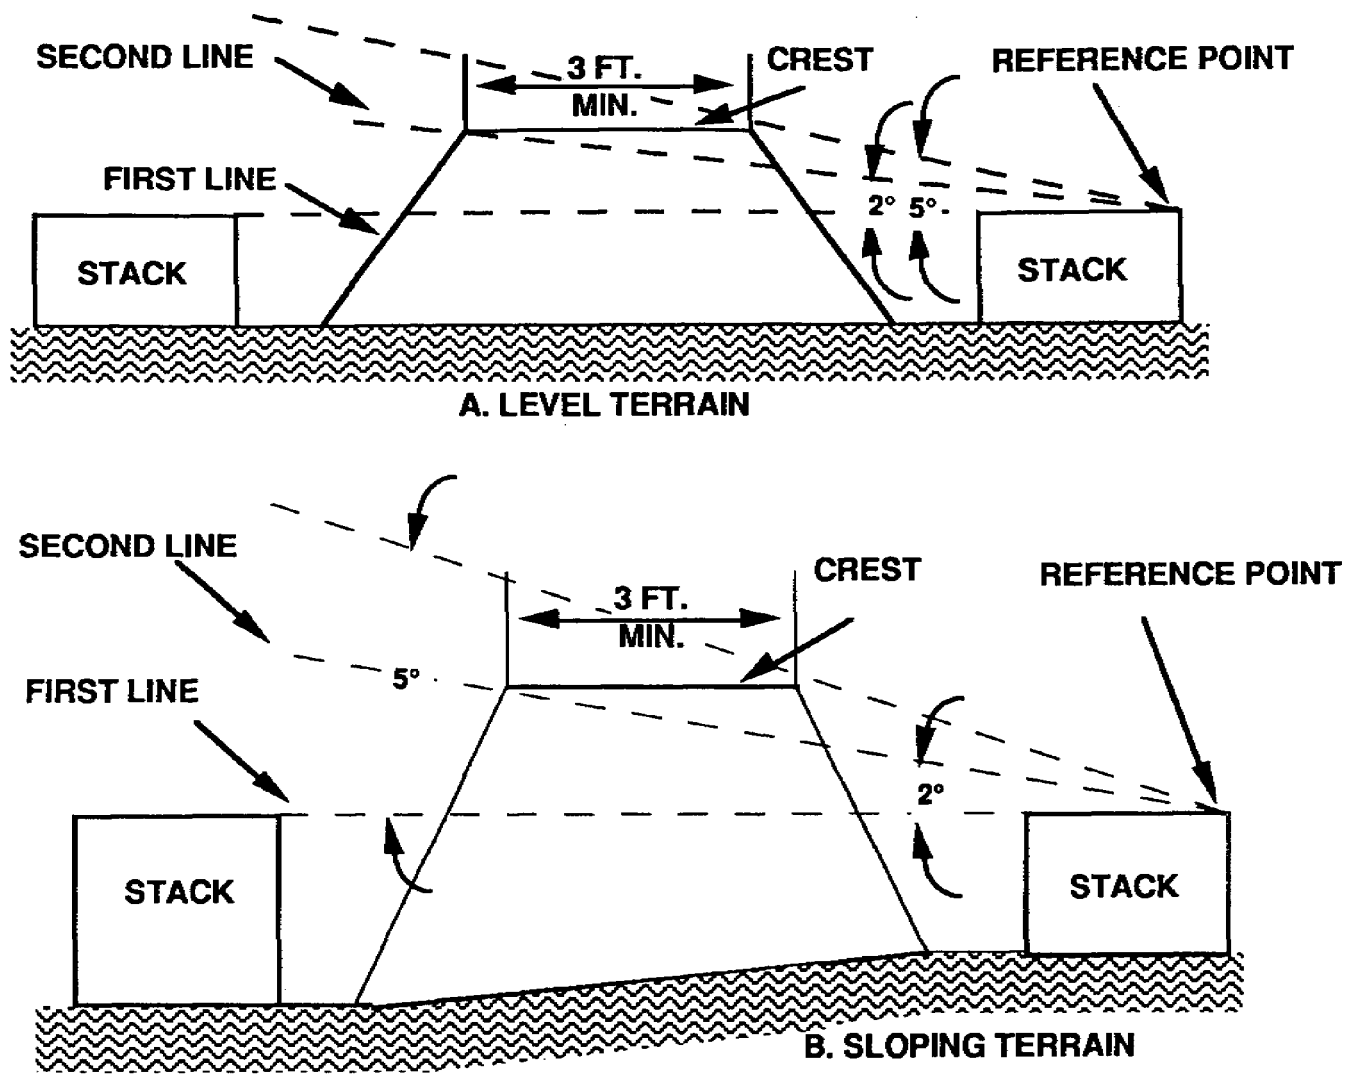 SECOND LINE
3 FT.
MIN.
CREST
REFERENCE POINT
FIRST LINE
2° 5°
STACK
STACK
A. LEVEL TERRAIN
SECOND LINE
3 FT.
MIN.
CREST
REFERENCE POINT
5°
FIRST LINE
2°
STACK
STACK
B. SLOPING TERRAIN